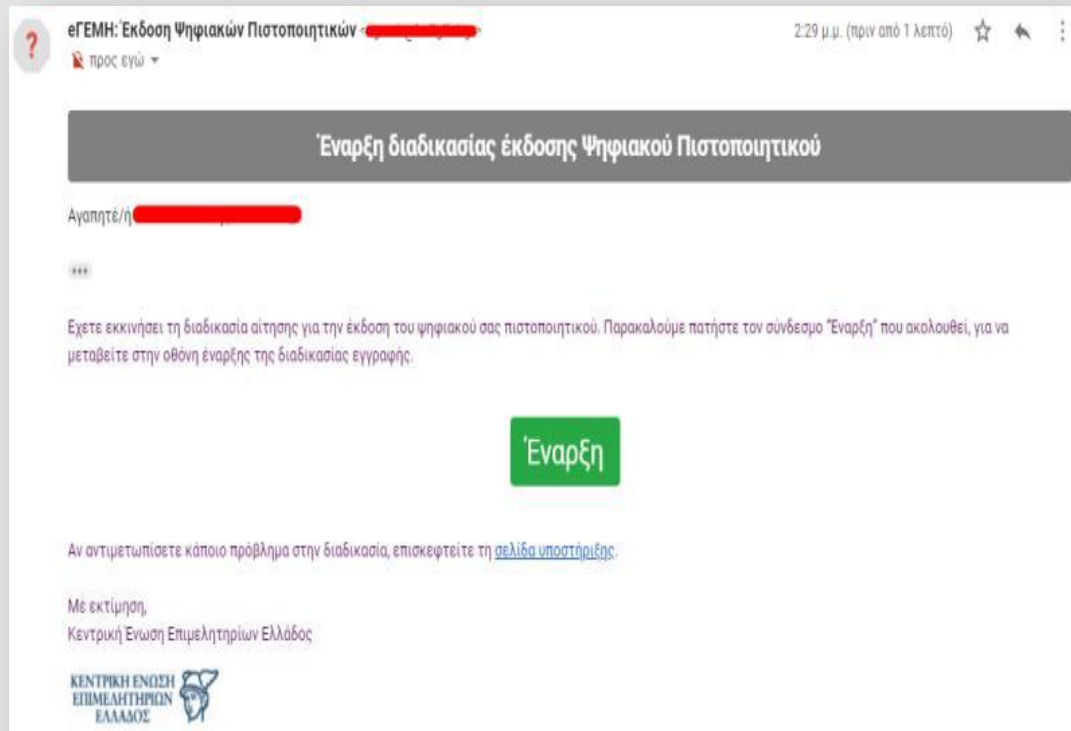 eΓΕΜΗ: Έκδοση Ψηφιακών Πιστοποιητικών
2:29 μ.μ. (πριν από 1 λεπτό)
προς εγώ
Έναρξη διαδικασίας έκδοσης Ψηφιακού Πιστοποιητικού
Αγαπητέ/ή
Εχετε εκκινήσει τη διαδικασία αίτησης για την έκδοση του ψηφιακού σας πιστοποιητικού. Παρακαλούμε πατήστε τον σύνδεσμο "Έναρξη" που ακολουθεί, για να
μεταβείτε στην οθόνη έναρξης της διαδικασίας εγγραφής.
Έναρξη
Αν αντιμετωπίσετε κάποιο πρόβλημα στην διαδικασία, επισκεφτείτε τη σελίδα υποστήριξης.
Με εκτίμηση,
Κεντρική Ένωση Επιμελητηρίων Ελλάδος
ΚΕΝΤΡΙΚΗ ΕΝΩΣΗ
ΕΠΙΜΕΛΗΤΗΡΙΩΝ
ΕΛΛΑΔΟΣ